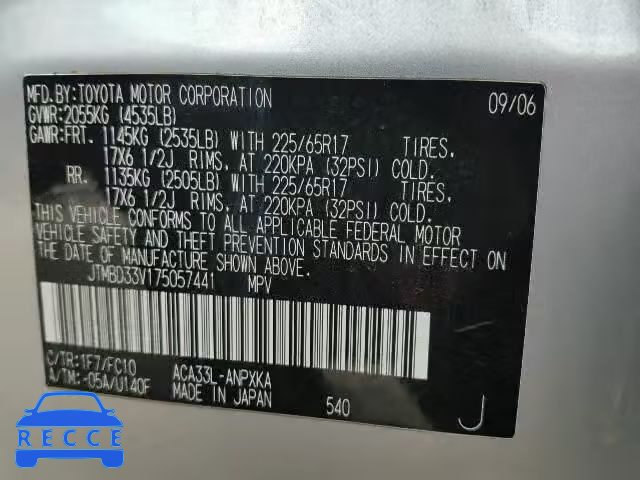 MFD.BY:TOYOTA MOTOR CORPORATION 09/06
GVWR:2055KG (4535LB)
GAWR:FRT. 1145KG (2535LB) WITH 225/65R17 TIRES,
17X6 1/2J RIMS, AT 220KPA (32PSI) COLD.
RR. 1135KG (2505LB) WITH 225/65R17 TIRES,
17X6 1/2J RIMS, AT 220KPA (32PSI) COLD.
THIS VEHICLE CONFORMS TO ALL APPLICABLE FEDERAL MOTOR
VEHICLE SAFETY AND THEFT PREVENTION STANDARDS IN EFFECT ON
THE DATE OF MANUFACTURE SHOWN ABOVE.
JTMBD33V175057441 MPV
C/TR:1F7/FC10 ACA33L-ANPXKA
A/TM:-05A/U140F MADE IN JAPAN 540 J
RECCE